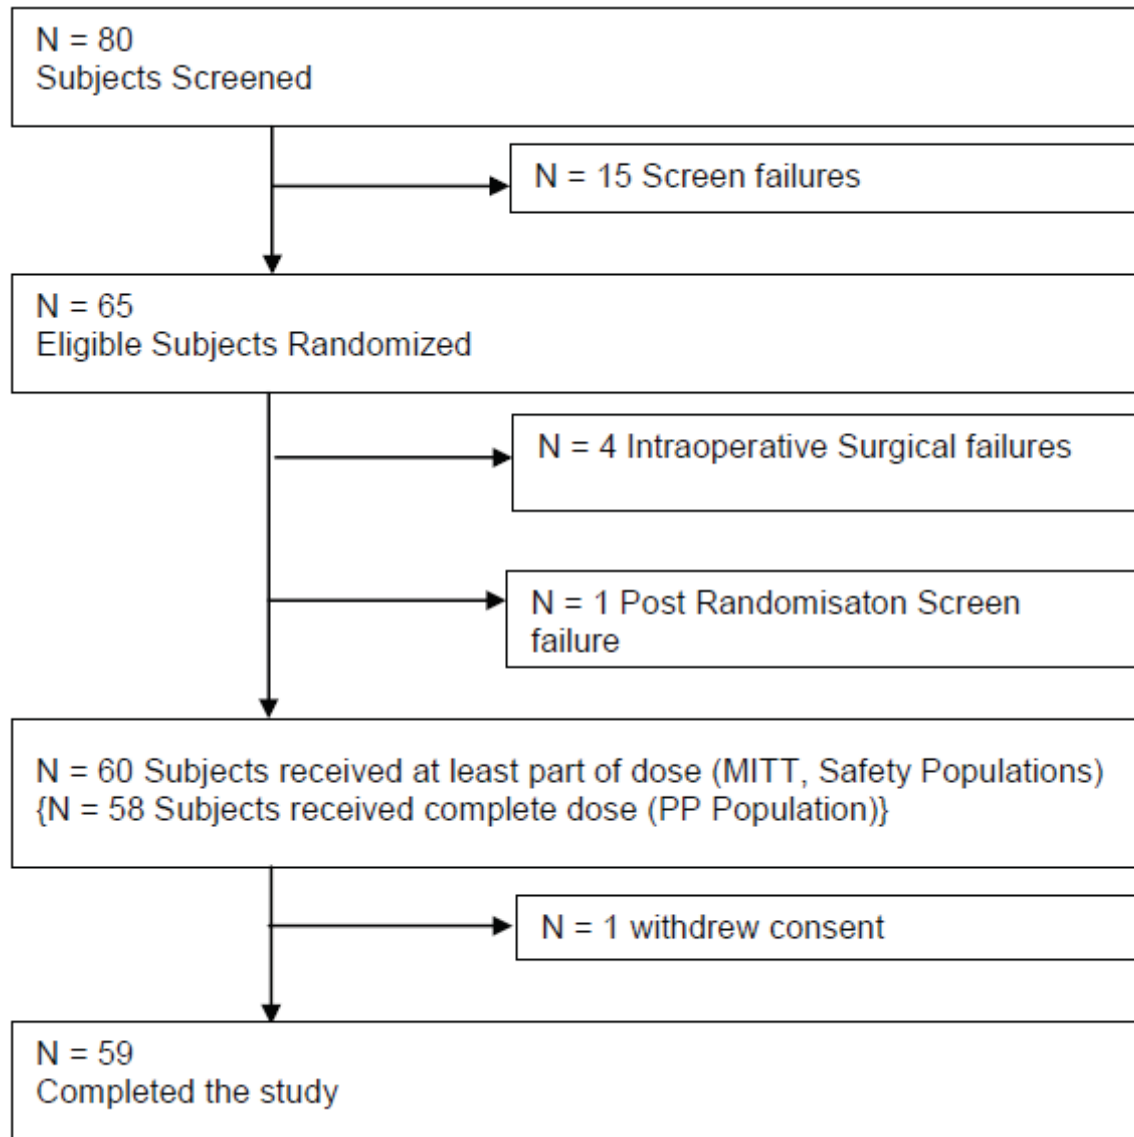 N = 80
Subjects Screened
N = 15 Screen failures
N = 65
Eligible Subjects Randomized
N = 4 Intraoperative Surgical failures
N = 1 Post Randomisaton Screen
failure
N = 60 Subjects received at least part of dose (MITT, Safety Populations)
{N = 58 Subjects received complete dose (PP Population)}
N = 1 withdrew consent
N = 59
Completed the study